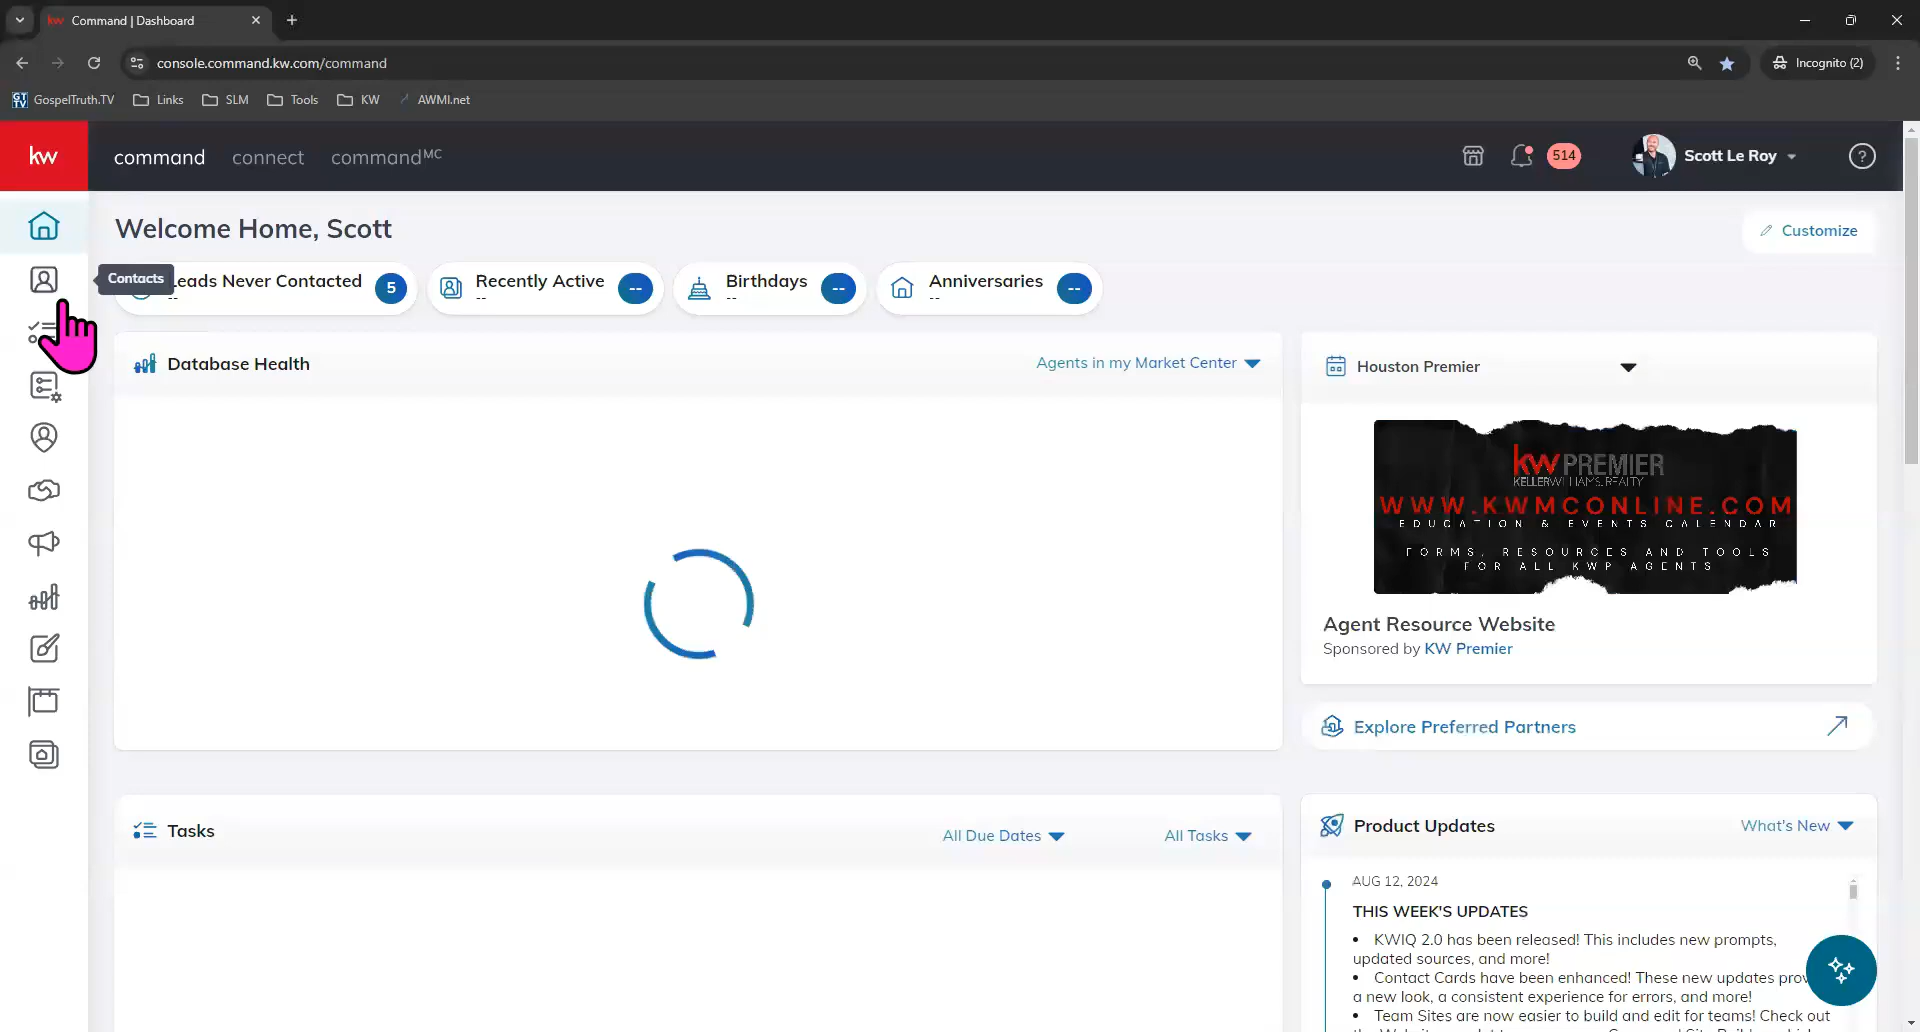 kw Command | Dashboard
console.command.kw.com/command
Incognito (2)
GT TV GospelTruth.TV Links SLM Tools KW AWMI.net
kw command connect commandMC
514 Scott Le Roy ?
Welcome Home, Scott
Customize
Contacts
Leads Never Contacted 5
--
Recently Active --
--
Birthdays --
--
Anniversaries --
--
Database Health
Agents in my Market Center
Houston Premier
kw PREMIER
KELLERWILLIAMS. REALTY
WWW.KWMCONLINE.COM
EDUCATION & EVENTS CALENDAR
FORMS, RESOURCES AND TOOLS
FOR ALL KWP AGENTS
Agent Resource Website
Sponsored by KW Premier
Explore Preferred Partners
Tasks
All Due Dates
All Tasks
Product Updates
What's New
AUG 12, 2024
THIS WEEK'S UPDATES
• KWIQ 2.0 has been released! This includes new prompts,
updated sources, and more!
• Contact Cards have been enhanced! These new updates prov
a new look, a consistent experience for errors, and more!
• Team Sites are now easier to build and edit for teams! Check out